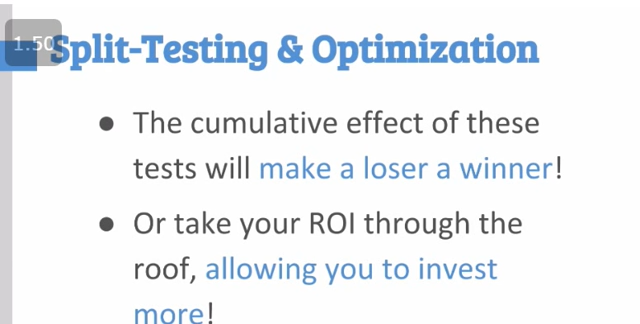 1.50
Split-Testing & Optimization
● The cumulative effect of these
tests will make a loser a winner!
● Or take your ROI through the
roof, allowing you to invest
more!